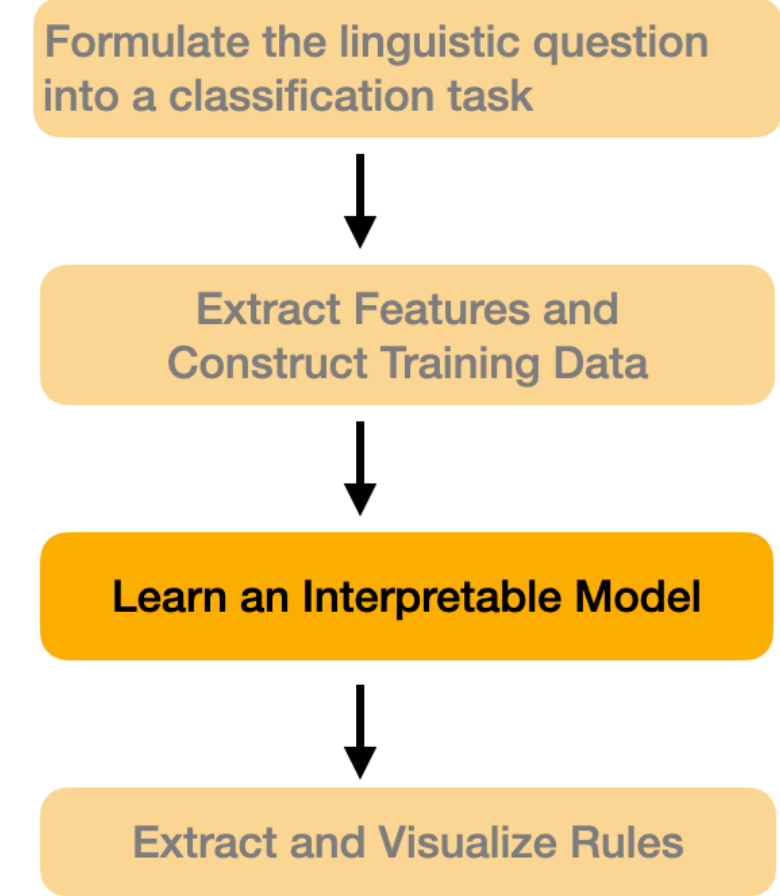 Formulate the linguistic question
into a classification task
Extract Features and
Construct Training Data
Learn an Interpretable Model
Extract and Visualize Rules